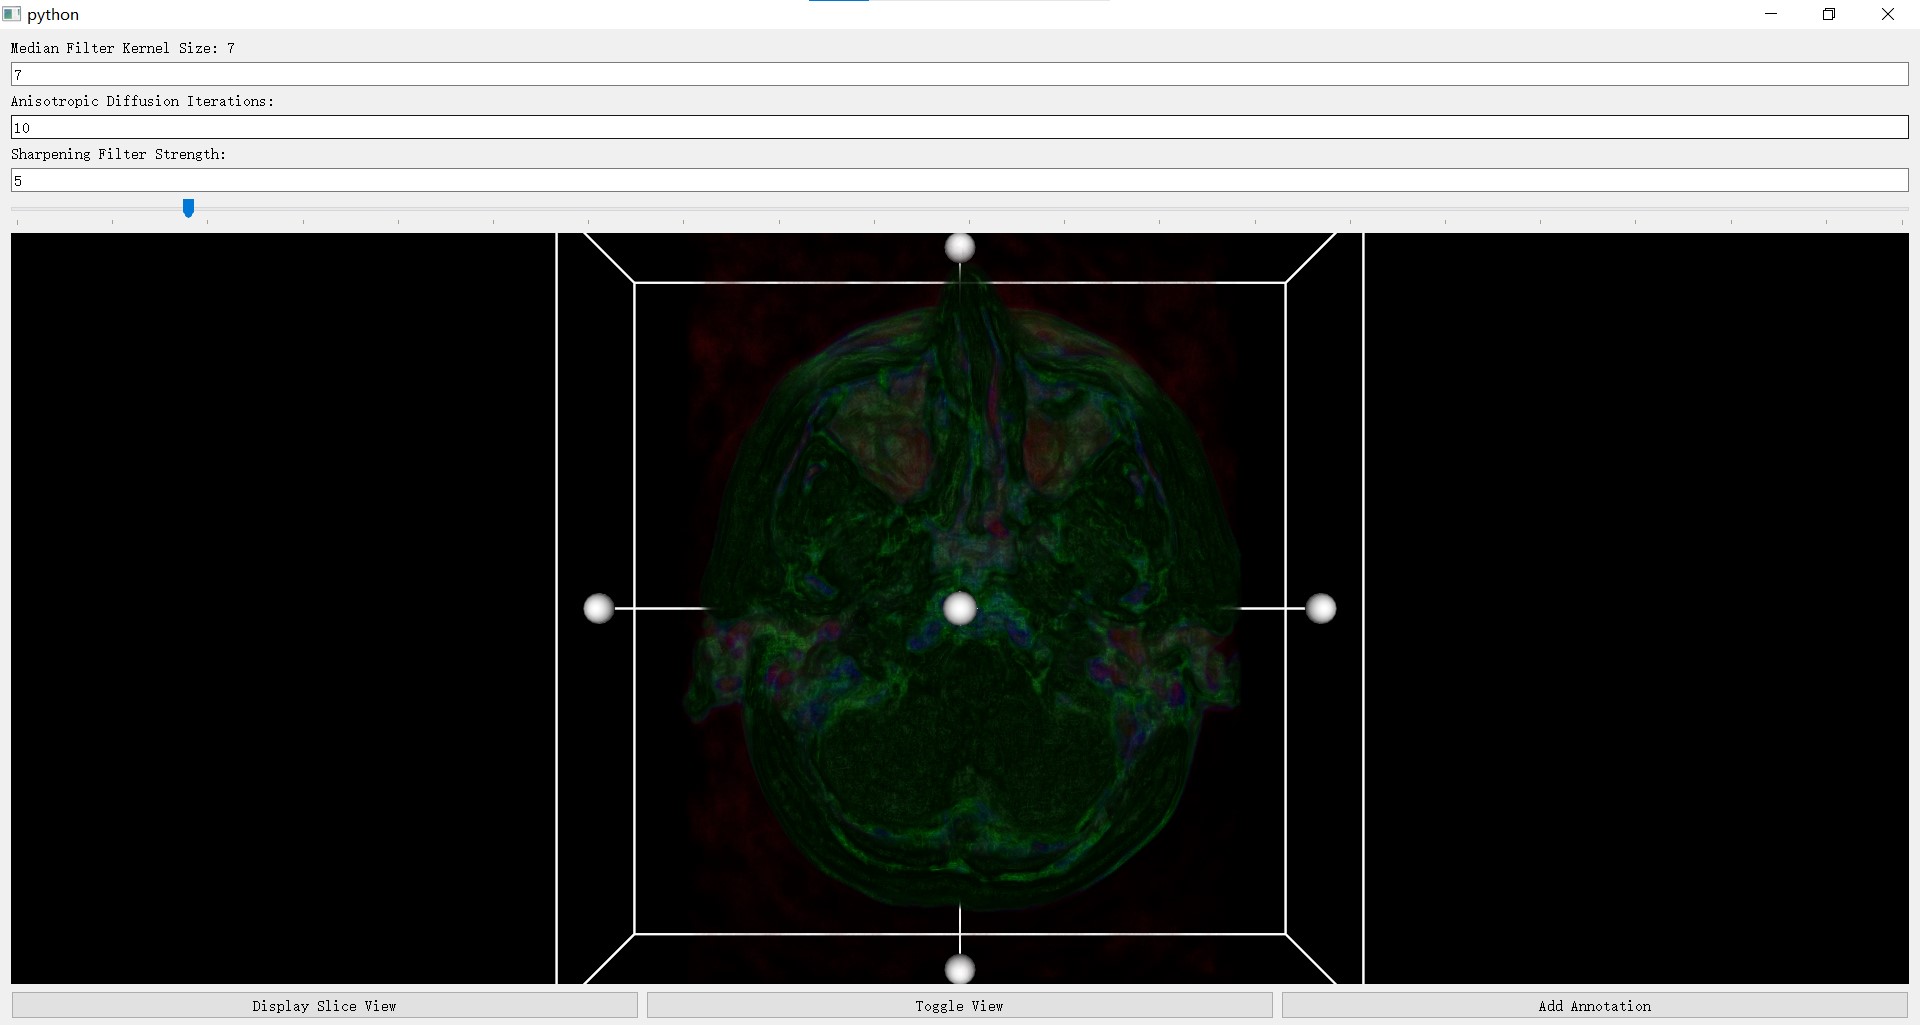 python
Median Filter Kernel Size: 7
7
Anisotropic Diffusion Iterations:
10
Sharpening Filter Strength:
5
Display Slice View
Toggle View
Add Annotation